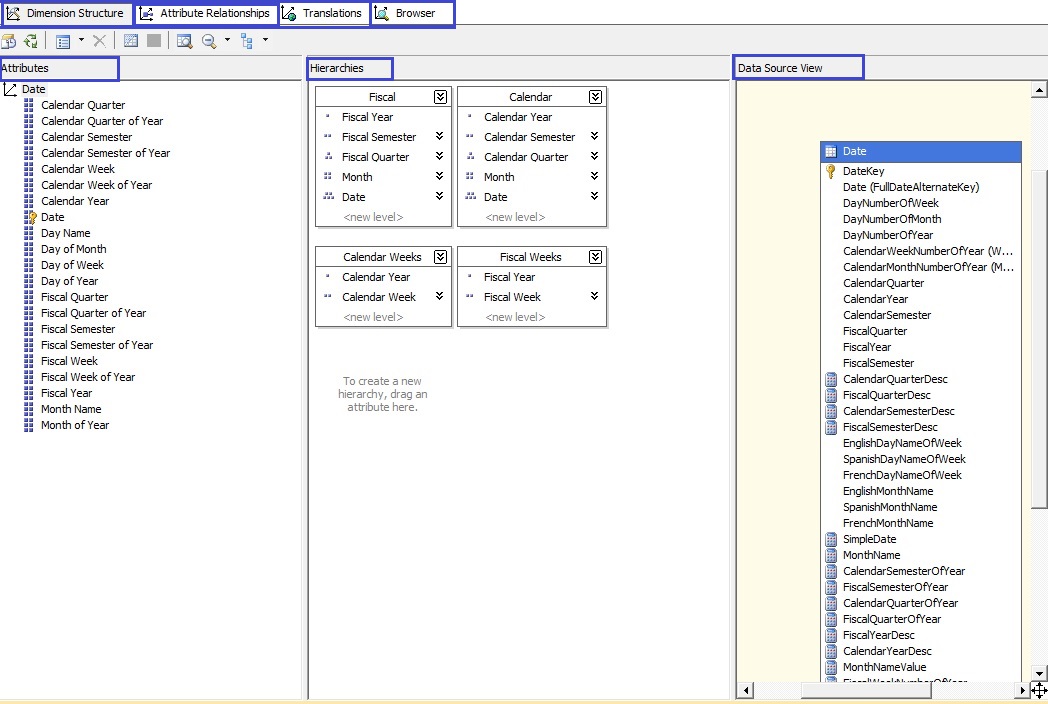 Dimension Structure
Attribute Relationships
Translations
Browser
Attributes
Date
Calendar Quarter
Calendar Quarter of Year
Calendar Semester
Calendar Semester of Year
Calendar Week
Calendar Week of Year
Calendar Year
Date
Day Name
Day of Month
Day of Week
Day of Year
Fiscal Quarter
Fiscal Quarter of Year
Fiscal Semester
Fiscal Semester of Year
Fiscal Week
Fiscal Week of Year
Fiscal Year
Month Name
Month of Year
Hierarchies
Fiscal
Fiscal Year
Fiscal Semester
Fiscal Quarter
Month
Date
<new level>
Calendar
Calendar Year
Calendar Semester
Calendar Quarter
Month
Date
<new level>
Calendar Weeks
Calendar Year
Calendar Week
<new level>
Fiscal Weeks
Fiscal Year
Fiscal Week
<new level>
To create a new
hierarchy, drag an
attribute here.
Data Source View
Date
DateKey
Date (FullDateAlternateKey)
DayNumberOfWeek
DayNumberOfMonth
DayNumberOfYear
CalendarWeekNumberOfYear (W...
CalendarMonthNumberOfYear (M...
CalendarQuarter
CalendarYear
CalendarSemester
FiscalQuarter
FiscalYear
FiscalSemester
CalendarQuarterDesc
FiscalQuarterDesc
CalendarSemesterDesc
FiscalSemesterDesc
EnglishDayNameOfWeek
SpanishDayNameOfWeek
FrenchDayNameOfWeek
EnglishMonthName
SpanishMonthName
FrenchMonthName
SimpleDate
MonthName
CalendarSemesterOfYear
FiscalSemesterOfYear
CalendarQuarterOfYear
FiscalQuarterOfYear
FiscalYearDesc
CalendarYearDesc
MonthNameValue
FiscalWeekNumberOfYear